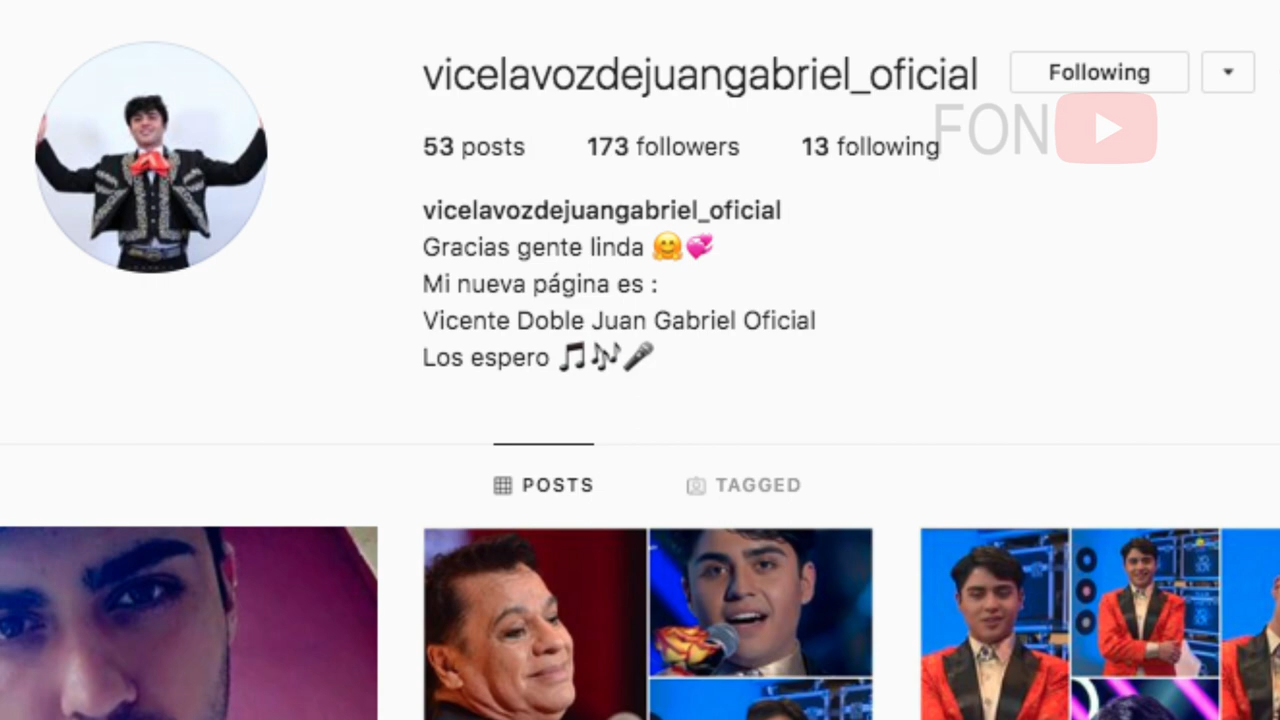 vicelavozdejuangabriel_oficial Following
FON
53 posts 173 followers 13 following
vicelavozdejuangabriel_oficial
Gracias gente linda 🤗💞
Mi nueva página es :
Vicente Doble Juan Gabriel Oficial
Los espero 🎵🎶🎤
POSTS TAGGED